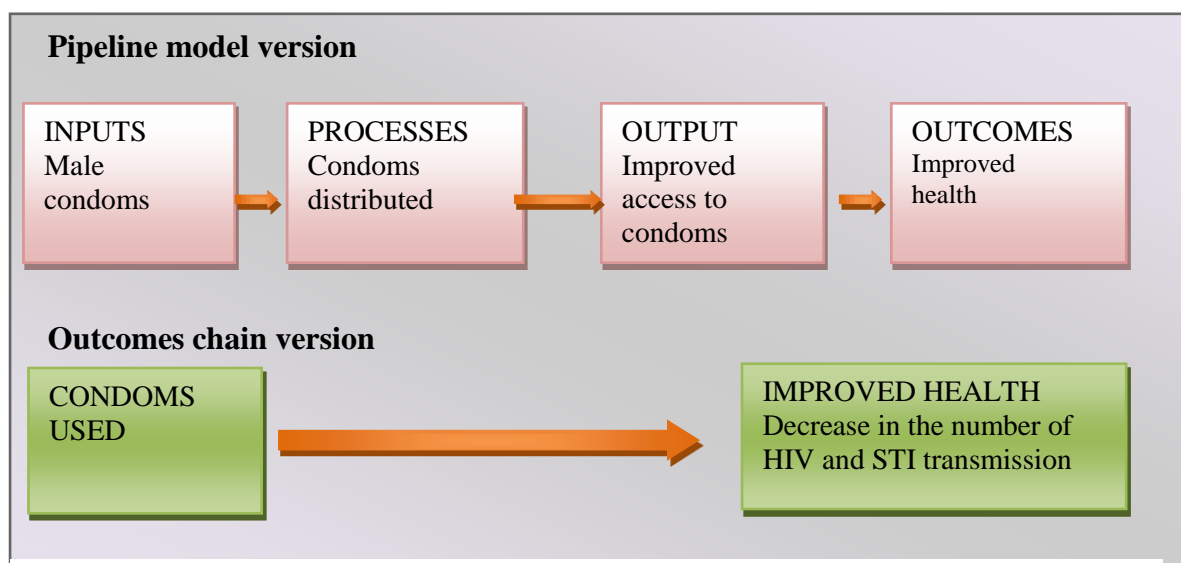 Pipeline model version
INPUTS
Male
condoms
PROCESSES
Condoms
distributed
OUTPUT
Improved
access to
condoms
OUTCOMES
Improved
health
Outcomes chain version
CONDOMS
USED
IMPROVED HEALTH
Decrease in the number of
HIV and STI transmission